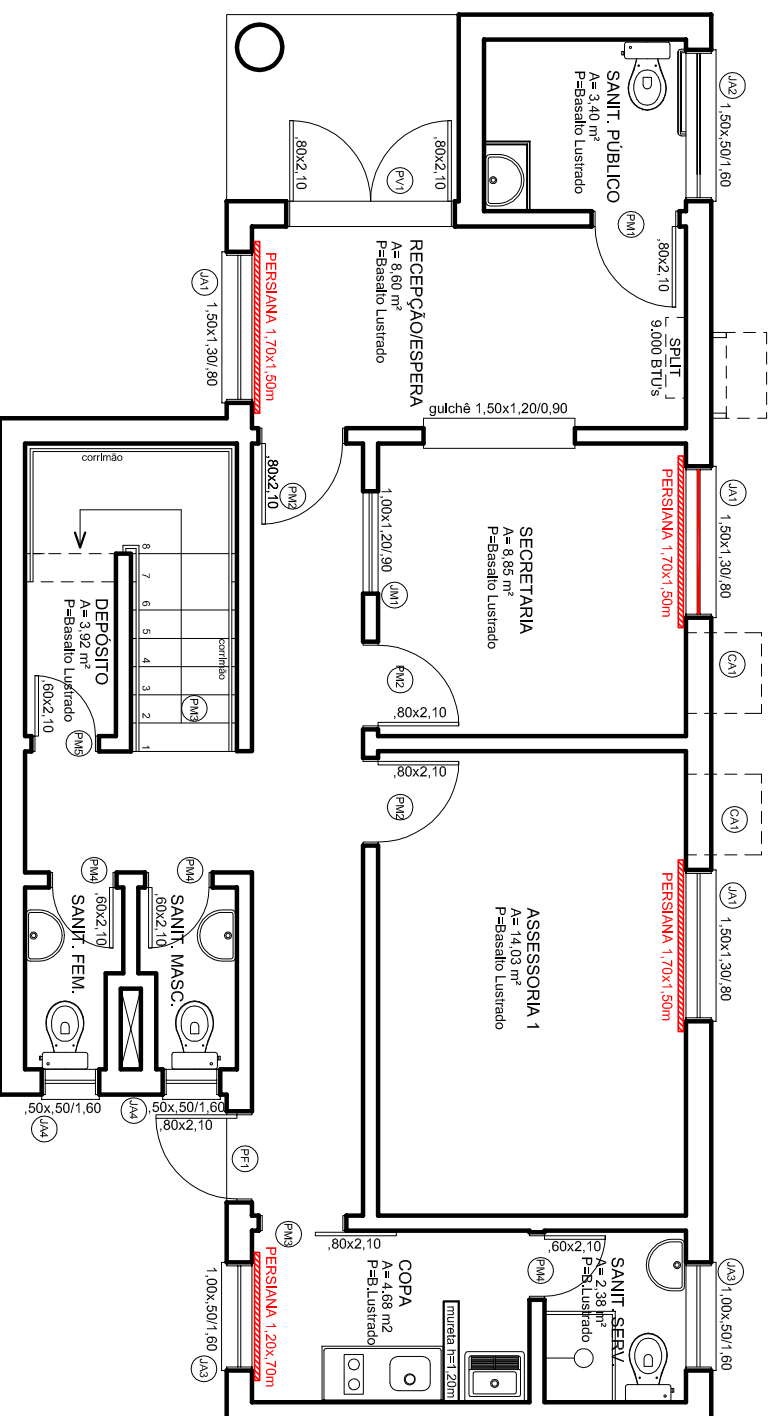 JA2
1,50x,50/1,60
SANIT. PÚBLICO
A= 3,40 m²
P=Basalto Lustrado
PM1
,80x2,10
,80x2,10
PV1
,80x2,10
RECEPÇÃO/ESPERA
A= 8,60 m²
P=Basalto Lustrado
PERSIANA 1,70x1,50m
JA1
1,50x1,30/,80
SPLIT
9.000 BTU's
guichê 1,50x1,20/0,90
corrimão
,80x2,10
PM2
1,00x1,20/,90
JM1
SECRETARIA
A= 8,85 m²
P=Basalto Lustrado
PERSIANA 1,70x1,50m
JA1
1,50x1,30/,80
CA1
PM2
,80x2,10
8
7
6
5
4
3
2
1
corrimão
PM3
DEPÓSITO
A= 3,92 m²
P=Basalto Lustrado
,60x2,10
PM5
,80x2,10
PM2
CA1
PERSIANA 1,70x1,50m
JA1
1,50x1,30/,80
ASSESSORIA 1
A= 14,03 m²
P=Basalto Lustrado
PM4
,60x2,10
SANIT. FEM.
PM4
,60x2,10
SANIT. MASC.
,50x,50/1,60
JA4
,50x,50/1,60
JA4
,80x2,10
PF1
PM3
,80x2,10
PERSIANA 1,20x,70m
1,00x,50/1,60
JA3
COPA
A= 4.68 m2
P=B.Lustrado
mureta h=1,20m
PM4
,60x2,10
SANIT. SERV.
A= 2,38 m²
P=B.Lustrado
JA3
1,00x,50/1,60